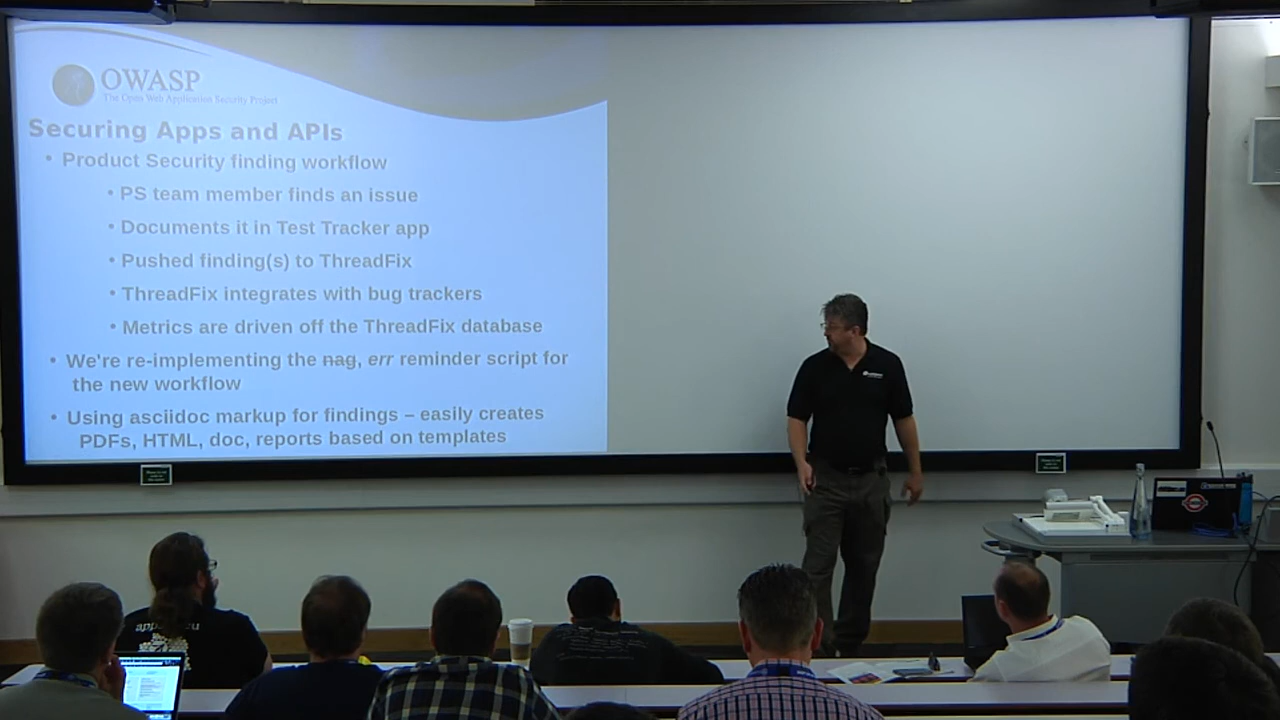 OWASP
The Open Web Application Security Project
Securing Apps and APIs
• Product Security finding workflow
• PS team member finds an issue
• Documents it in Test Tracker app
• Pushed finding(s) to ThreadFix
• ThreadFix integrates with bug trackers
• Metrics are driven off the ThreadFix database
• We're re-implementing the nag, err reminder script for
the new workflow
• Using asciidoc markup for findings – easily creates
PDFs, HTML, doc, reports based on templates